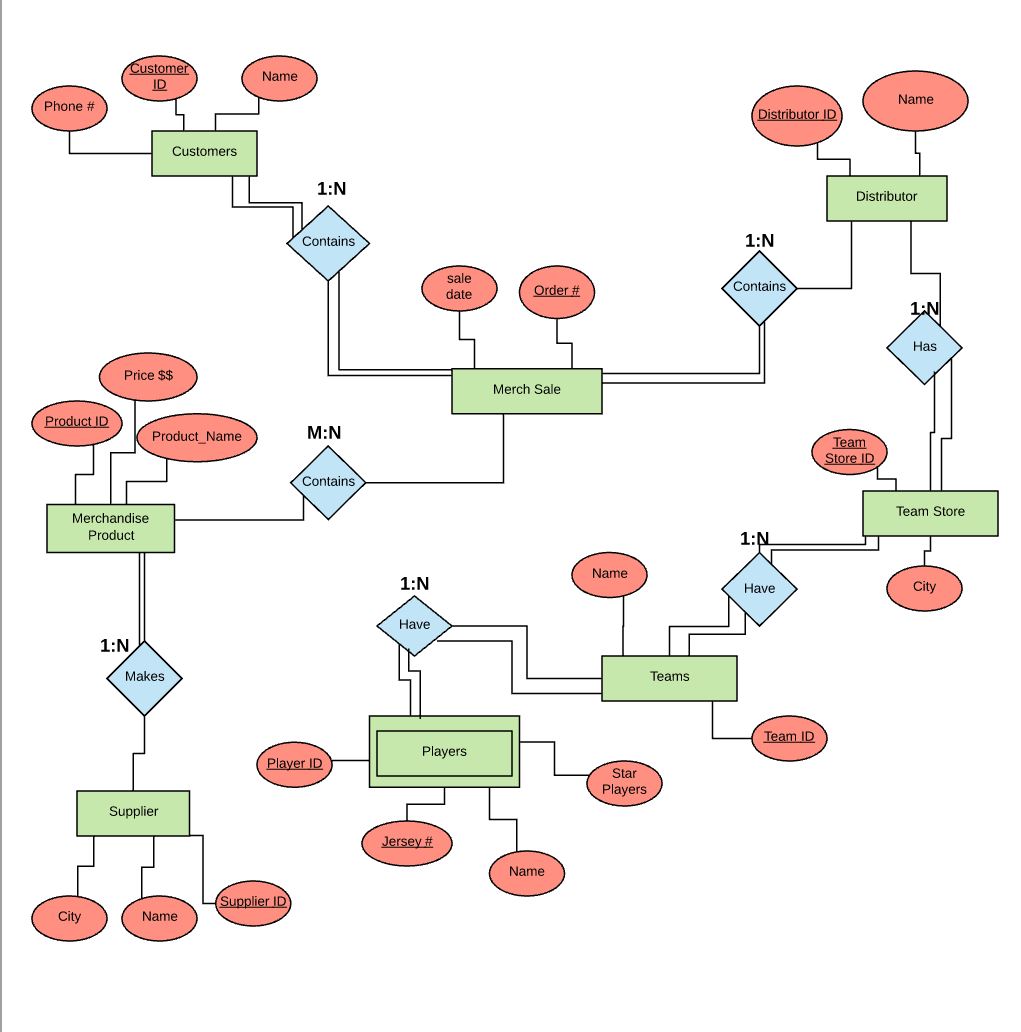 Customer
ID
Name
Phone #
Customers
Distributor ID
Name
Distributor
1:N
Contains
1:N
Contains
sale
date
Order #
1:N
Has
Merch Sale
Price $$
Product ID
Product_Name
M:N
Contains
Team
Store ID
Merchandise
Product
Team Store
1:N
Have
City
Name
1:N
Have
1:N
Makes
Teams
Team ID
Players
Player ID
Star
Players
Supplier
Jersey #
Name
City
Name
Supplier ID